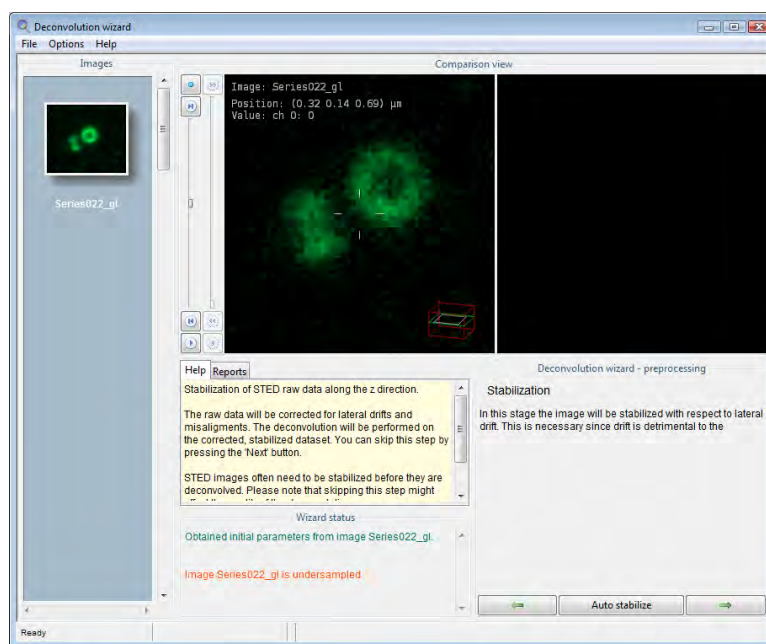 Deconvolution wizard
File Options Help
Images
Comparison view
Image: Series022_gl
Position: (0.32 0.14 0.69) μm
Value: ch 0: 0
Series022_gl
Help Reports
Stabilization of STED raw data along the z direction.
The raw data will be corrected for lateral drifts and
misaligments. The deconvolution will be performed on
the corrected, stabilized dataset. You can skip this step by
pressing the 'Next' button.
STED images often need to be stabilized before they are
deconvolved. Please note that skipping this step might
Deconvolution wizard - preprocessing
Stabilization
In this stage the image will be stabilized with respect to lateral
drift. This is necessary since drift is detrimental to the
Wizard status
Obtained initial parameters from image Series022_gl.
Image Series022_gl is undersampled
Auto stabilize
Ready